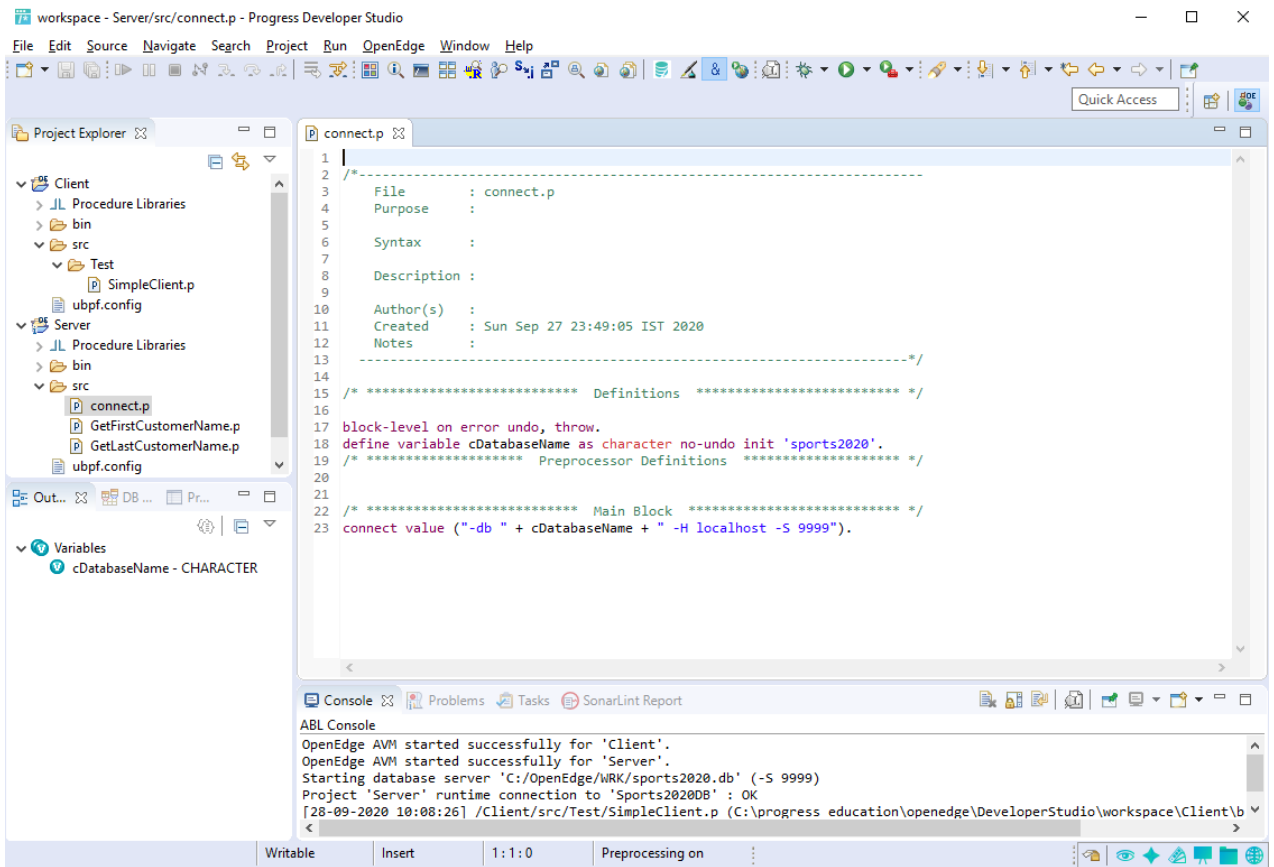 workspace - Server/src/connect.p - Progress Developer Studio
File Edit Source Navigate Search Project Run OpenEdge Window Help
Quick Access
Project Explorer
Client
Procedure Libraries
bin
src
Test
SimpleClient.p
ubpf.config
Server
Procedure Libraries
bin
src
connect.p
GetFirstCustomerName.p
GetLastCustomerName.p
ubpf.config
Out... DB ... Pr...
Variables
cDatabaseName - CHARACTER
connect.p
1
2 /*------------------------------------------------------------------------
3 File : connect.p
4 Purpose :
5
6 Syntax :
7
8 Description :
9
10 Author(s) :
11 Created : Sun Sep 27 23:49:05 IST 2020
12 Notes :
13 ----------------------------------------------------------------------*/
14
15 /* *************************** Definitions ************************** */
16
17 block-level on error undo, throw.
18 define variable cDatabaseName as character no-undo init 'sports2020'.
19 /* ******************** Preprocessor Definitions ******************** */
20
21
22 /* *************************** Main Block *************************** */
23 connect value ("-db " + cDatabaseName + " -H localhost -S 9999").
Console Problems Tasks SonarLint Report
ABL Console
OpenEdge AVM started successfully for 'Client'.
OpenEdge AVM started successfully for 'Server'.
Starting database server 'C:/OpenEdge/WRK/sports2020.db' (-S 9999)
Project 'Server' runtime connection to 'Sports2020DB' : OK
[28-09-2020 10:08:26] /Client/src/Test/SimpleClient.p (C:\progress education\openedge\DeveloperStudio\workspace\Client\b
Writable Insert 1:1:0 Preprocessing on